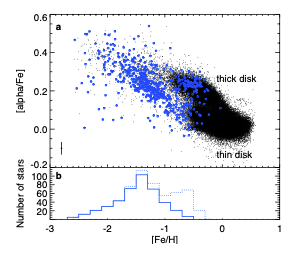 0.6
a
0.4
[alpha/Fe]
thick disk
0.2
0.0
thin disk
-0.2
b
100
80
60
40
20
Number of stars
-3
-2
-1
0
1
[Fe/H]